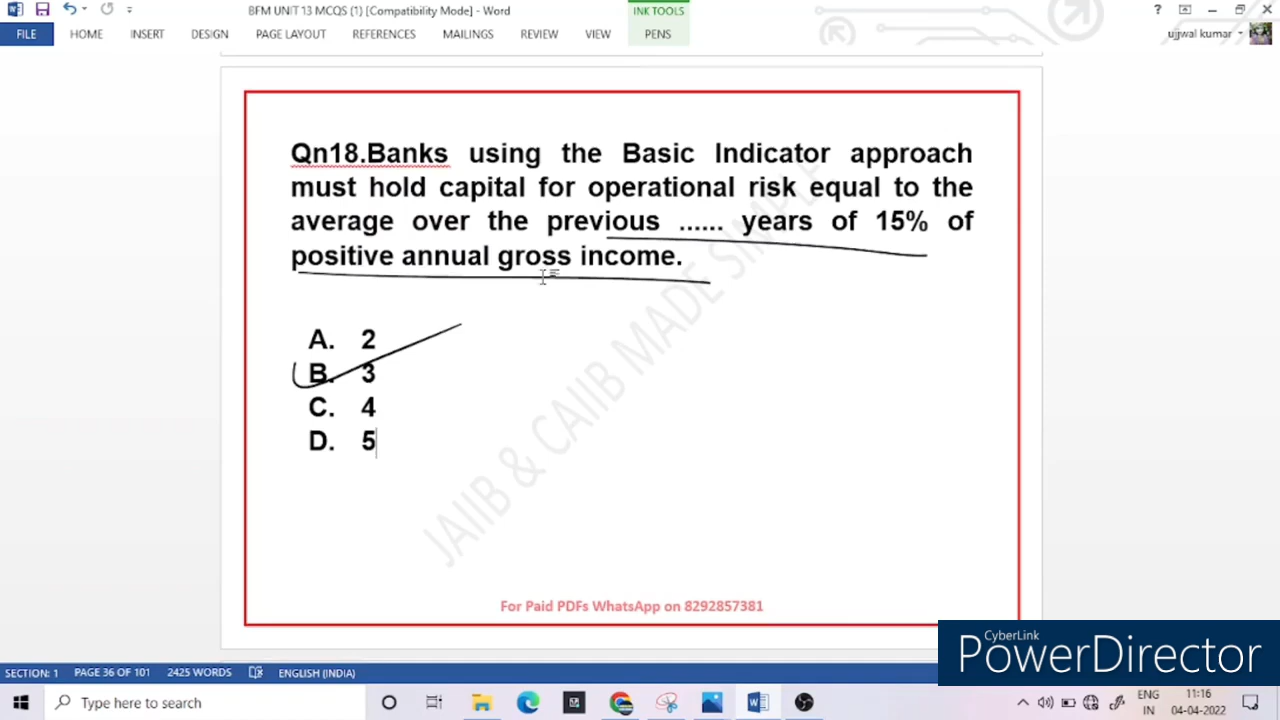 BFM UNIT 13 MCQS (1) [Compatibility Mode] - Word
INK TOOLS
FILE HOME INSERT DESIGN PAGE LAYOUT REFERENCES MAILINGS REVIEW VIEW PENS
ujjwal kumar
Qn18.Banks using the Basic Indicator approach
must hold capital for operational risk equal to the
average over the previous ...... years of 15% of
positive annual gross income.
A. 2
B. 3
C. 4
D. 5
JAIIB & CAIIB MADE SIMPLE
For Paid PDFs WhatsApp on 8292857381
CyberLink
PowerDirector
SECTION: 1 PAGE 36 OF 101 2425 WORDS ENGLISH (INDIA)
Type here to search
ENG 11:16
IN 04-04-2022